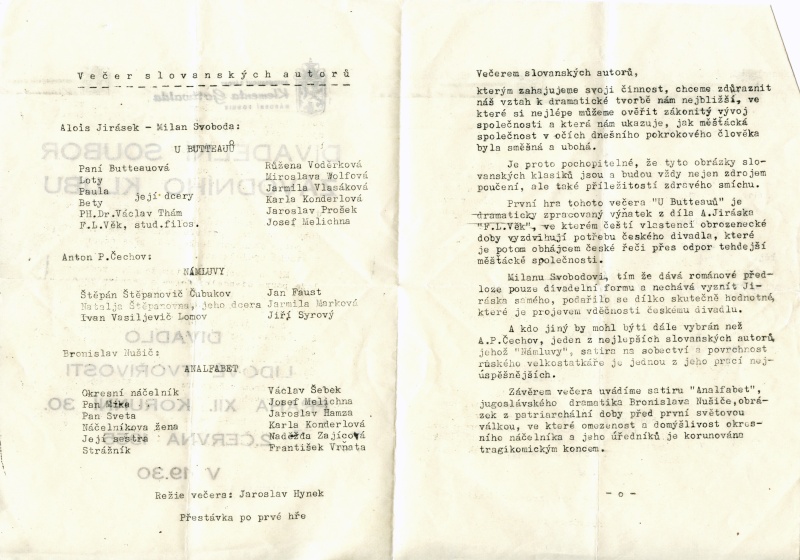 Večer slovanských autorů
Alois Jirásek - Milan Svoboda:
U BUTTEAUŮ
Paní Butteauová Růžena Voděrková
Loty Miroslava Wolfová
Paula její dcery Jarmila Vlasáková
Bety Karla Konderlová
PH.Dr.Václav Thám Jaroslav Prošek
F.L.Věk, stud.filos. Josef Melichna
Anton P.Čechov:
NÁMLUVY
Štěpán Štěpanovič Čubukov Jan Faust
Natalja Štěpanovna, jeho dcera Jarmila Marková
Ivan Vasiljevič Lomov Jiří Syrový
Bronislav Nušič:
ANALFABET
Okresní náčelník Václav Šebek
Pan Mika Josef Melichna
Pan Sveta Jaroslav Hamza
Náčelníkova žena Karla Konderlová
Její sestra Naděžda Zajícová
Strážník František Vrňata
Režie večera: Jaroslav Hynek
Přestávka po prvé hře
Večerem slovanských autorů,
kterým zahajujeme svoji činnost, chceme zdůraznit
náš vztah k dramatické tvorbě nám nejbližší, ve
které si nejlépe můžeme ověřit zákonitý vývoj
společnosti a která nám ukazuje, jak měšťácká
společnost v očích dnešního pokrokového člověka
byla směšná a ubohá.
Je proto pochopitelné, že tyto obrázky slo-
vanských klasiků jsou a budou vždy nejen zdrojem
poučení, ale také příležitostí zdravého smíchu.
První hra tohoto večera "U Butteauů" je
dramaticky zpracovaný výňatek z díla A.Jiráska
"F.L.Věk", ve kterém čeští vlastenci obrozenecké
doby vyzdvihují potřebu českého divadla, které
je potom obhájcem české řeči přes odpor tehdejší
měšťácké společnosti.
Milanu Svobodovi, tím že dává románové před-
loze pouze divadelní formu a nechává vyznít Ji-
ráska samého, podařilo se dílko skutečně hodnotné,
které je projevem vděčnosti českému divadlu.
A kdo jiný by mohl býti dále vybrán než
A.P.Čechov, jeden z nejlepších slovanských autorů,
jehož "Námluvy", satira na sobectví a povrchnost
růského velkostatkáře je jednou z jeho prací nej-
úspěšnějších.
Závěrem večera uvádíme satiru "Analfabet",
jugoslávského dramatika Bronislava Nušiče,obrá-
zek z patriarchální doby před první světovou
válkou, ve které omezenost a domýšlivost okres-
ního náčelníka a jeho úředníků je korunována
tragikomickým koncem.
- o -